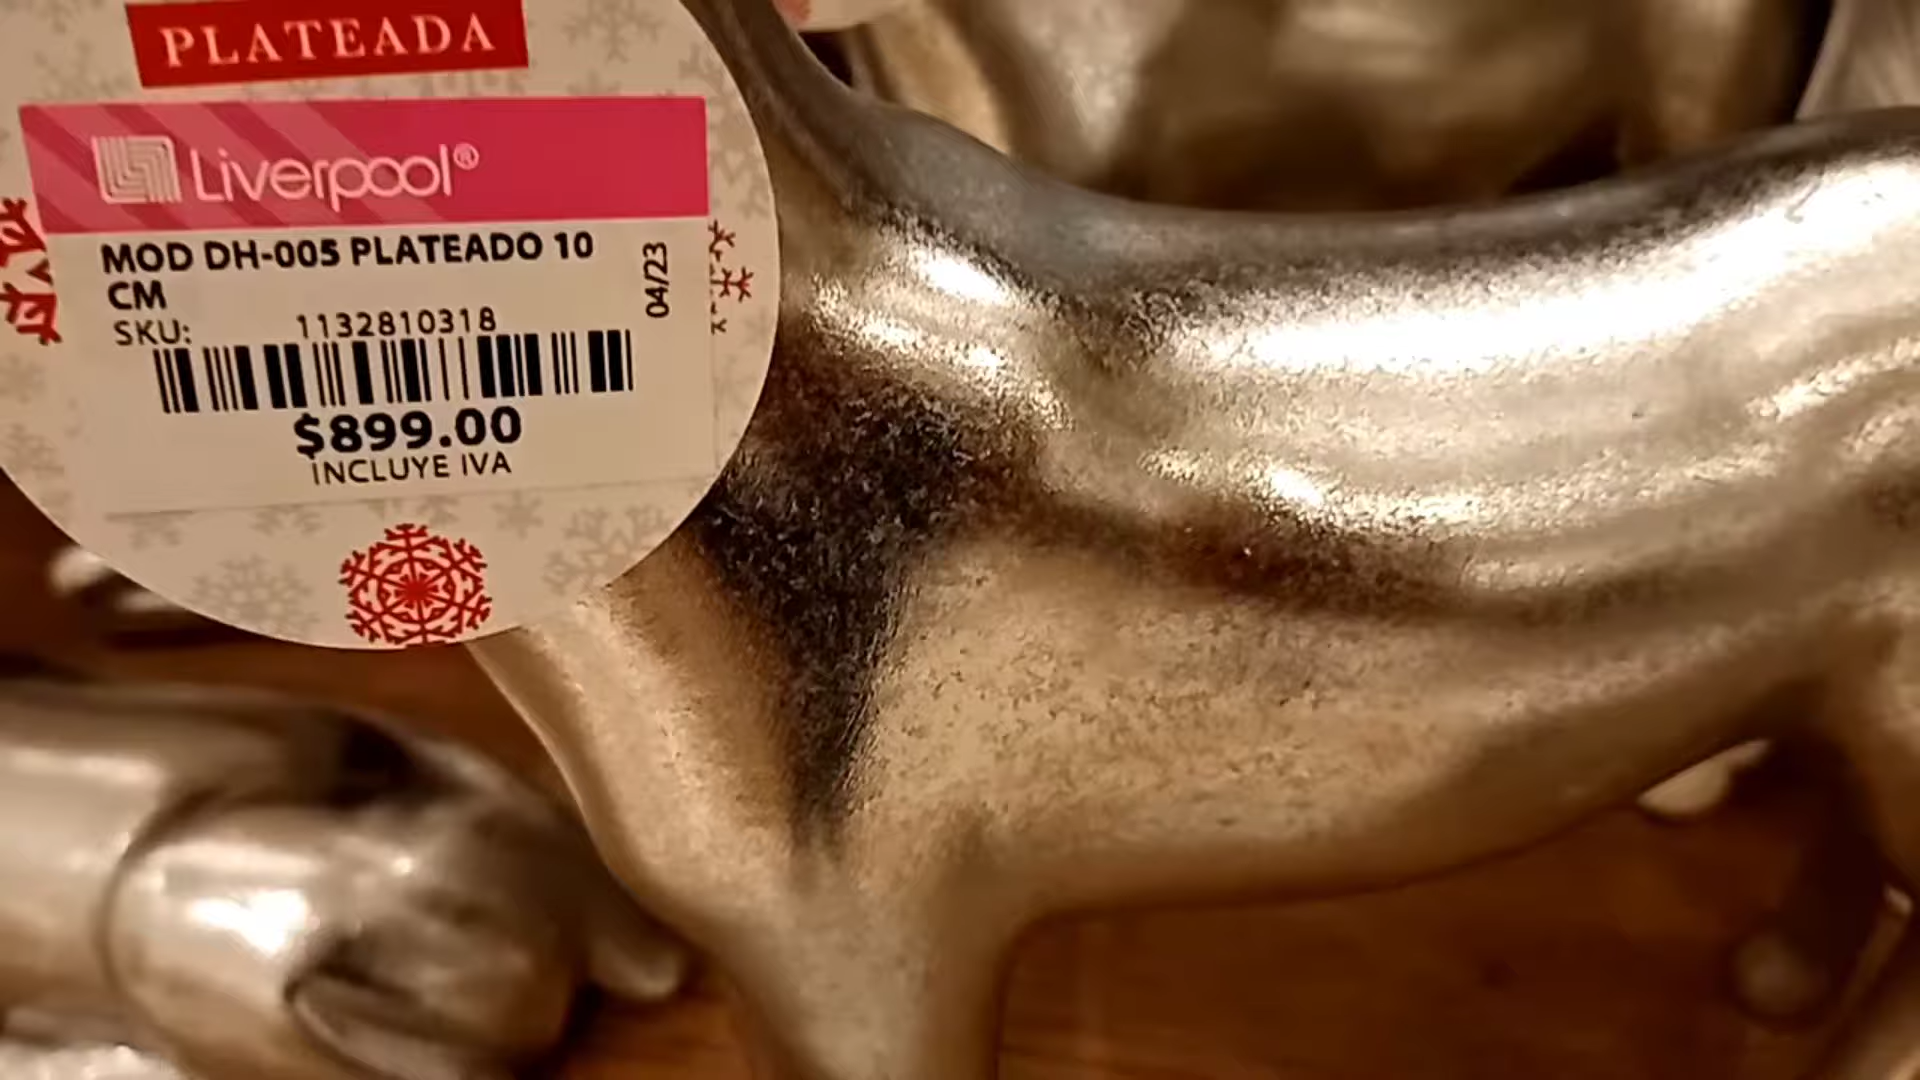 PLATEADA
Liverpool®
MOD DH-005 PLATEADO 10
CM
04/23
SKU: 1132810318
$899.00
INCLUYE IVA